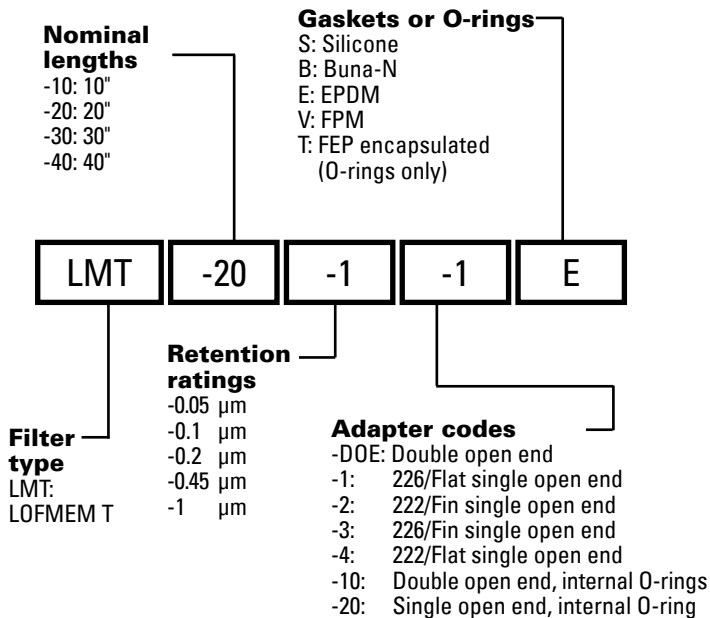 Nominal
lengths
-10: 10"
-20: 20"
-30: 30"
-40: 40"
Gaskets or O-rings
S: Silicone
B: Buna-N
E: EPDM
V: FPM
T: FEP encapsulated
(O-rings only)
LMT -20 -1 -1 E
Filter
type
LMT:
LOFMEM T
Retention
ratings
-0.05 µm
-0.1 µm
-0.2 µm
-0.45 µm
-1 µm
Adapter codes
-DOE: Double open end
-1: 226/Flat single open end
-2: 222/Fin single open end
-3: 226/Fin single open end
-4: 222/Flat single open end
-10: Double open end, internal O-rings
-20: Single open end, internal O-ring